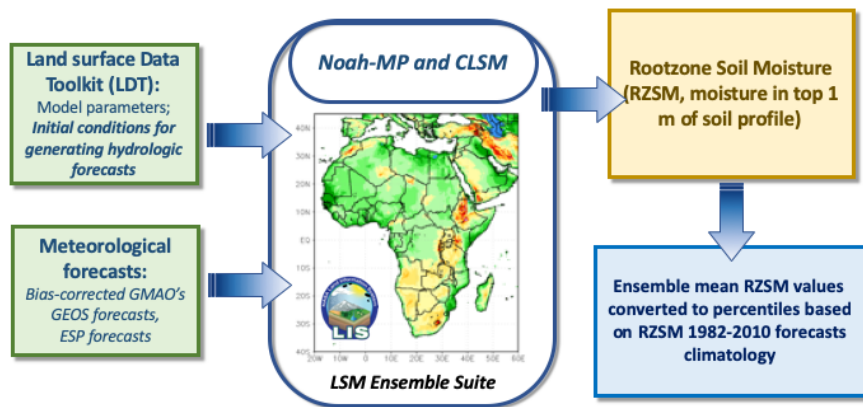 Land surface Data
Toolkit (LDT):
Model parameters;
Initial conditions for
generating hydrologic
forecasts
Meteorological
forecasts:
Bias-corrected GMAO's
GEOS forecasts,
ESP forecasts
Noah-MP and CLSM
40N
30N
20N
10N
EQ
10S
20S
30S
40S
20W 10W 0 10E 20E 30E 40E 50E 60E
LIS
LSM Ensemble Suite
Rootzone Soil Moisture
(RZSM, moisture in top 1
m of soil profile)
Ensemble mean RZSM values
converted to percentiles based
on RZSM 1982-2010 forecasts
climatology